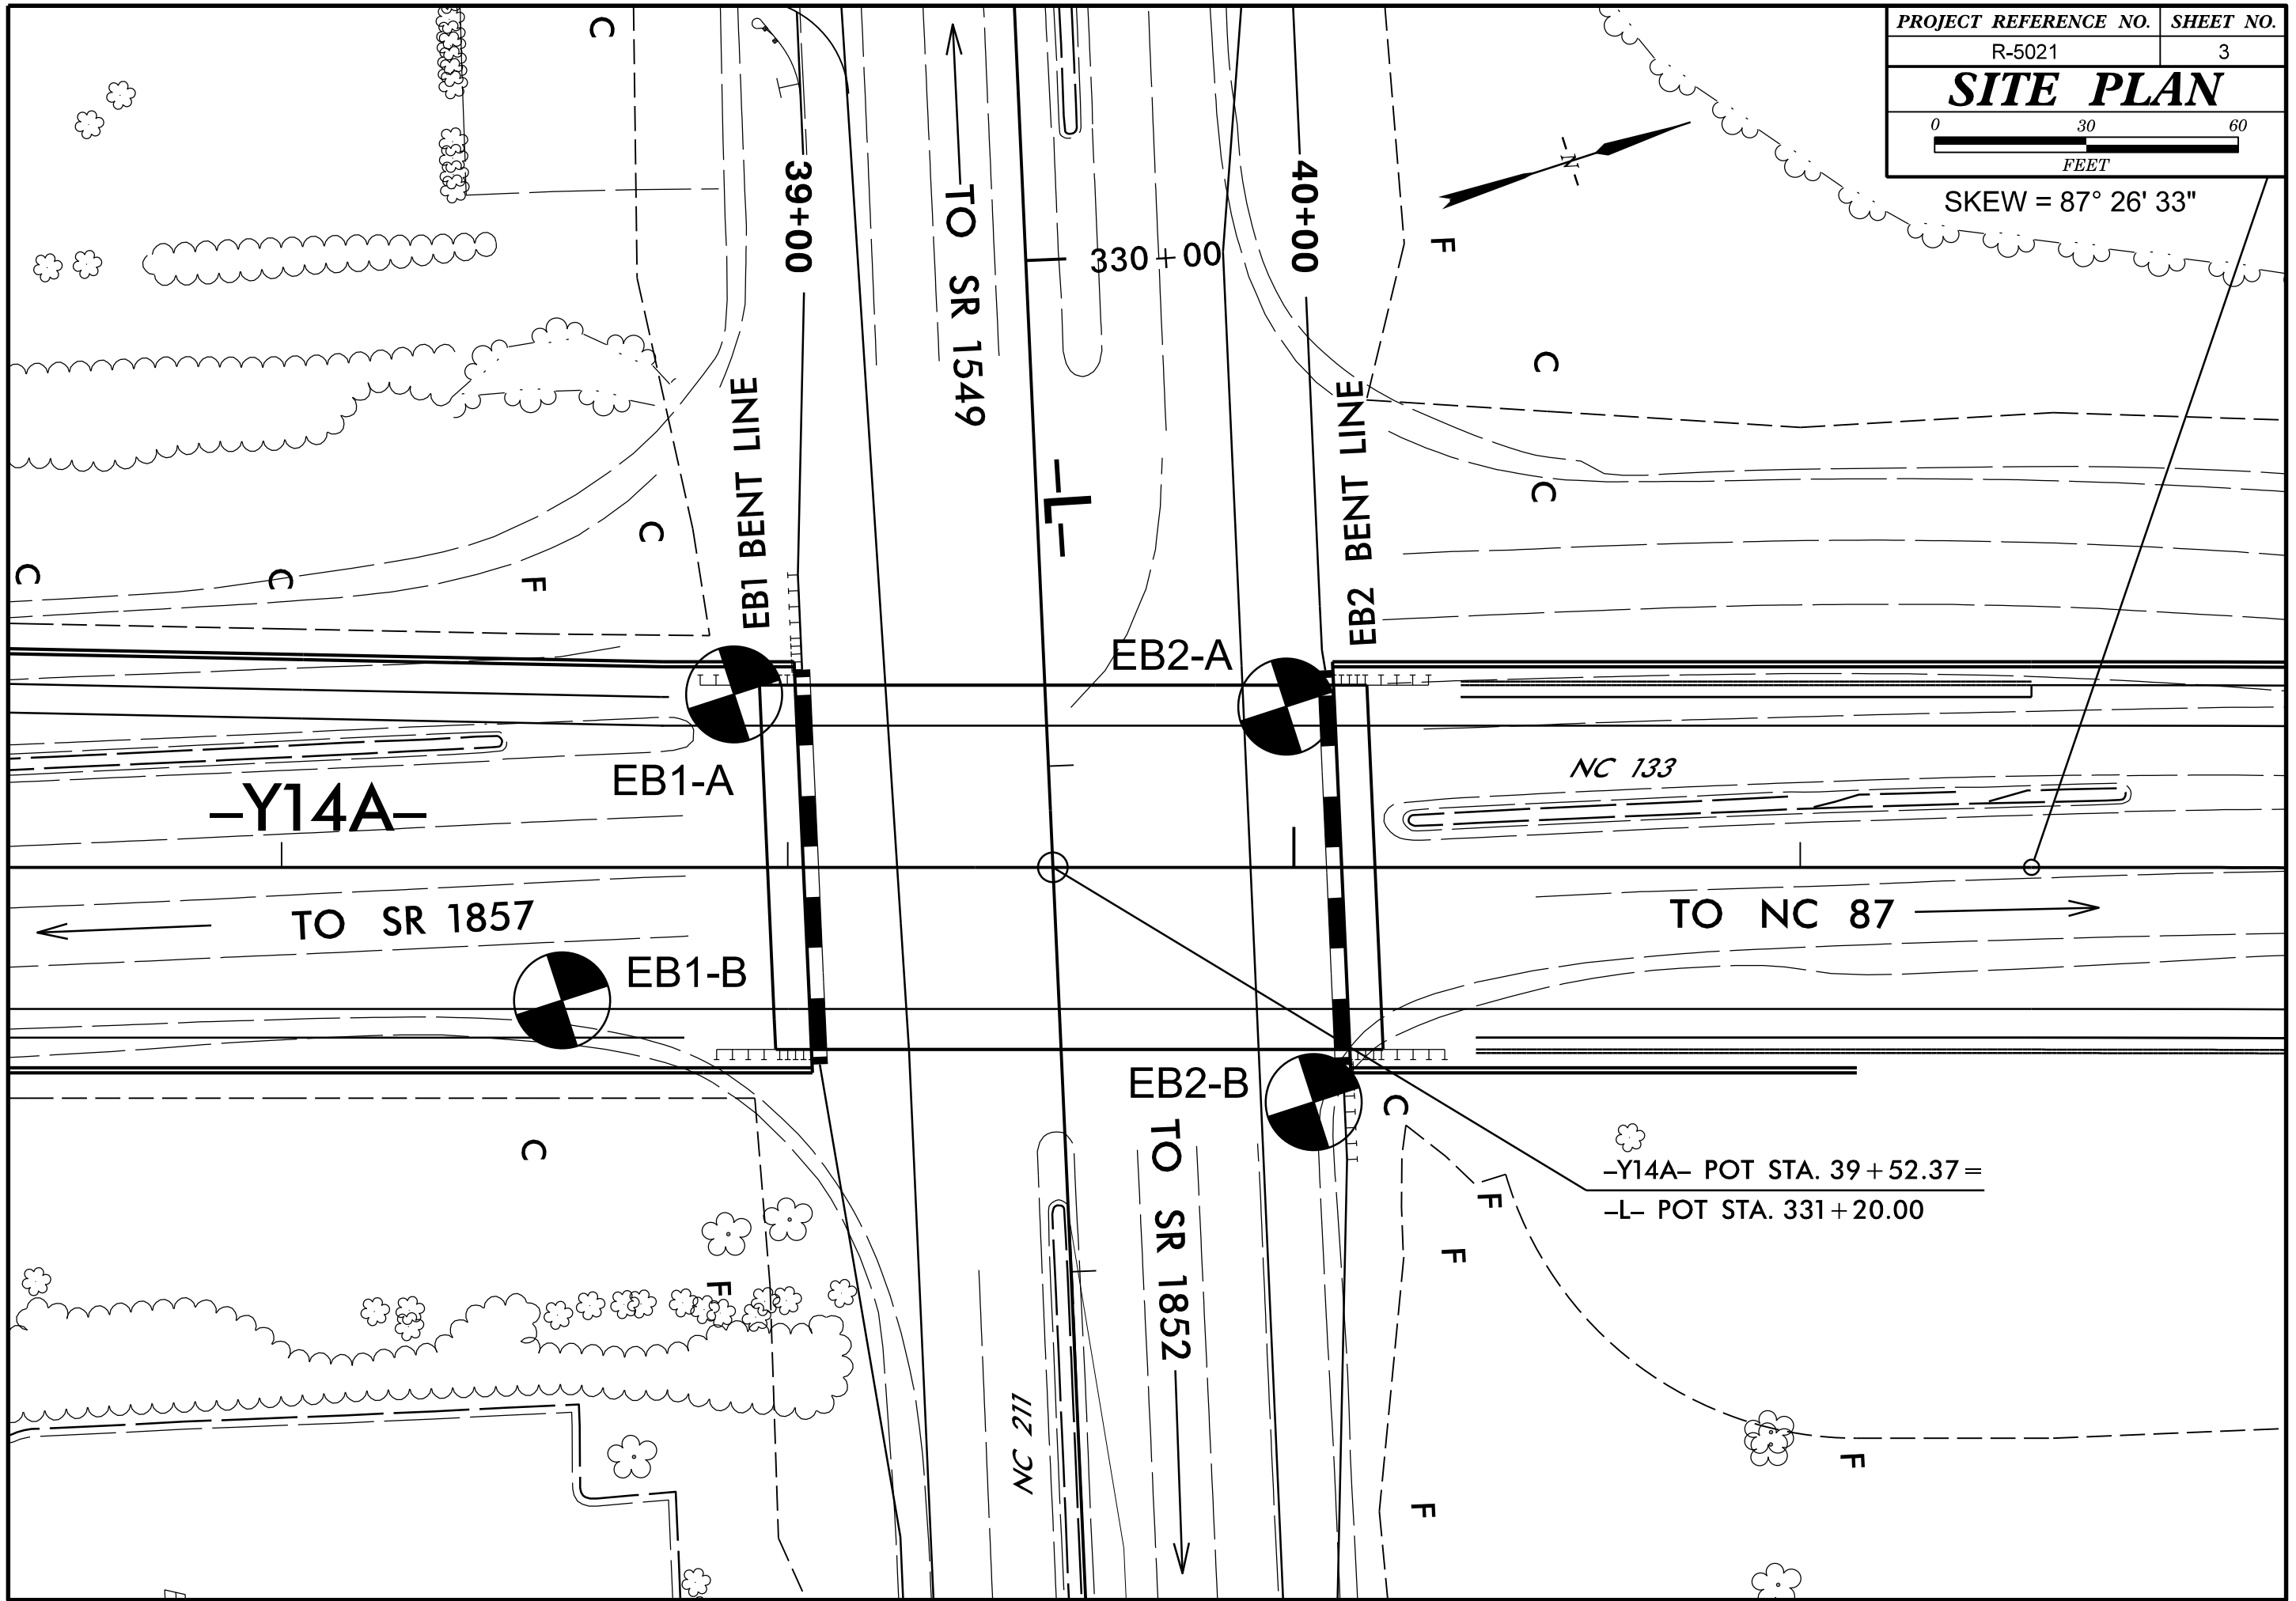 PROJECT REFERENCE NO. SHEET NO.
R-5021 3
SITE PLAN
0 30 60
FEET
SKEW = 87° 26' 33"
N
C
39+00
TO SR 1549
330+00
40+00
F
C
EB1 BENT LINE
-L-
EB2 BENT LINE
C
C
C
C
F
EB2-A
EB1-A
NC 133
-Y14A-
TO SR 1857
TO NC 87
EB1-B
EB2-B
C
C
TO SR 1852
-Y14A- POT STA. 39+52.37=
-L- POT STA. 331+20.00
F
F
F
NC 211
F
F